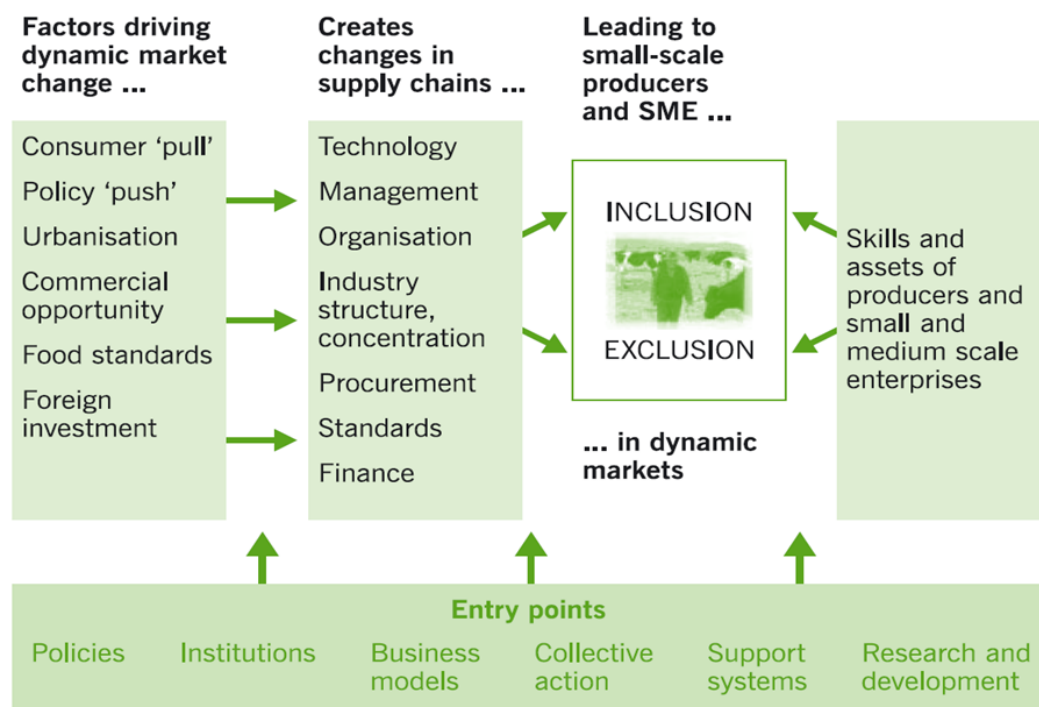 Factors driving
dynamic market
change ...
Consumer ‘pull’
Policy ‘push’
Urbanisation
Commercial
opportunity
Food standards
Foreign
investment
Creates
changes in
supply chains ...
Technology
Management
Organisation
Industry
structure,
concentration
Procurement
Standards
Finance
Leading to
small-scale
producers
and SME ...
INCLUSION
EXCLUSION
... in dynamic
markets
Skills and
assets of
producers and
small and
medium scale
enterprises
Entry points
Policies
Institutions
Business
models
Collective
action
Support
systems
Research and
development